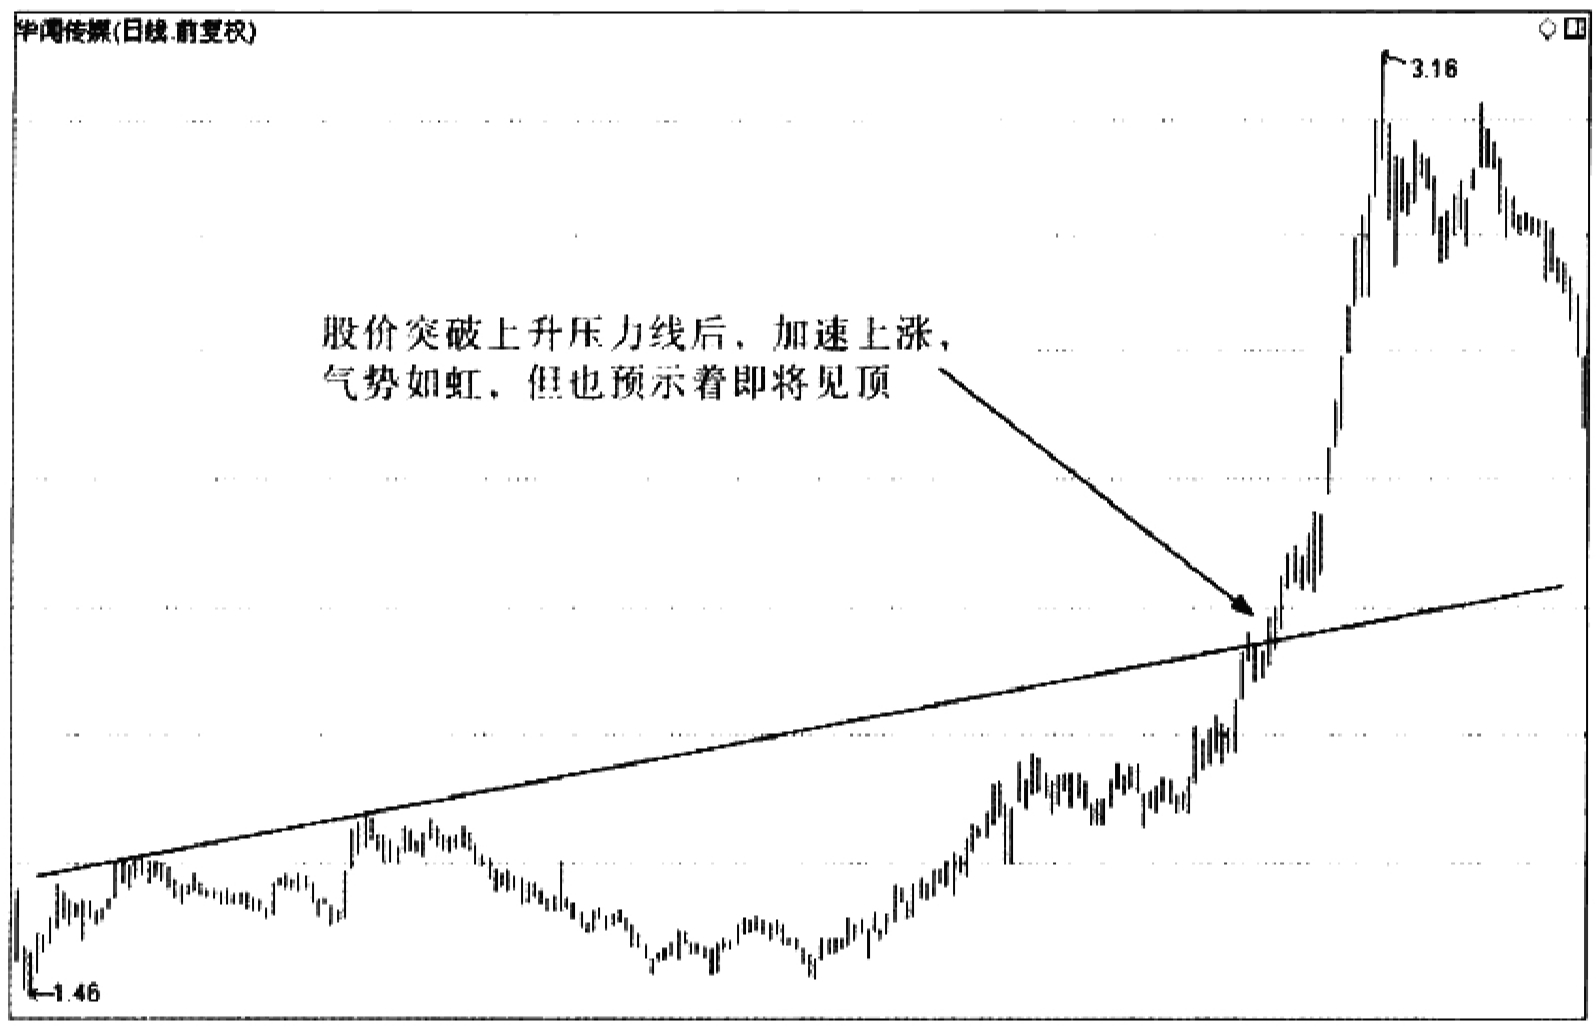 华闻传媒(日线.前复权)
3.16
股价突破上升压力线后，加速上涨，
气势如虹，但也预示着即将见顶
1.46